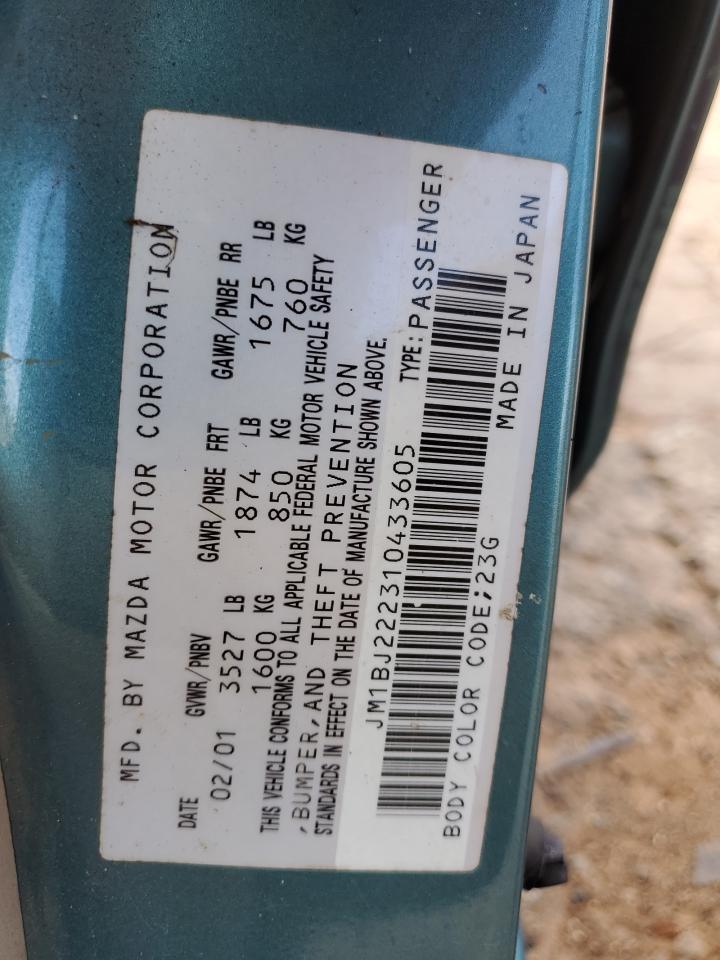 MFD. BY MAZDA MOTOR CORPORATION
DATE GVWR/PNBV GAWR/PNBE FRT GAWR/PNBE RR
02/01 3527 LB 1874 LB 1675 LB
1600 KG 850 KG 760 KG
THIS VEHICLE CONFORMS TO ALL APPLICABLE FEDERAL MOTOR VEHICLE SAFETY
,BUMPER,AND THEFT PREVENTION
STANDARDS IN EFFECT ON THE DATE OF MANUFACTURE SHOWN ABOVE.
JM1BJ222310433605 TYPE:PASSENGER
BODY COLOR CODE;23G MADE IN JAPAN